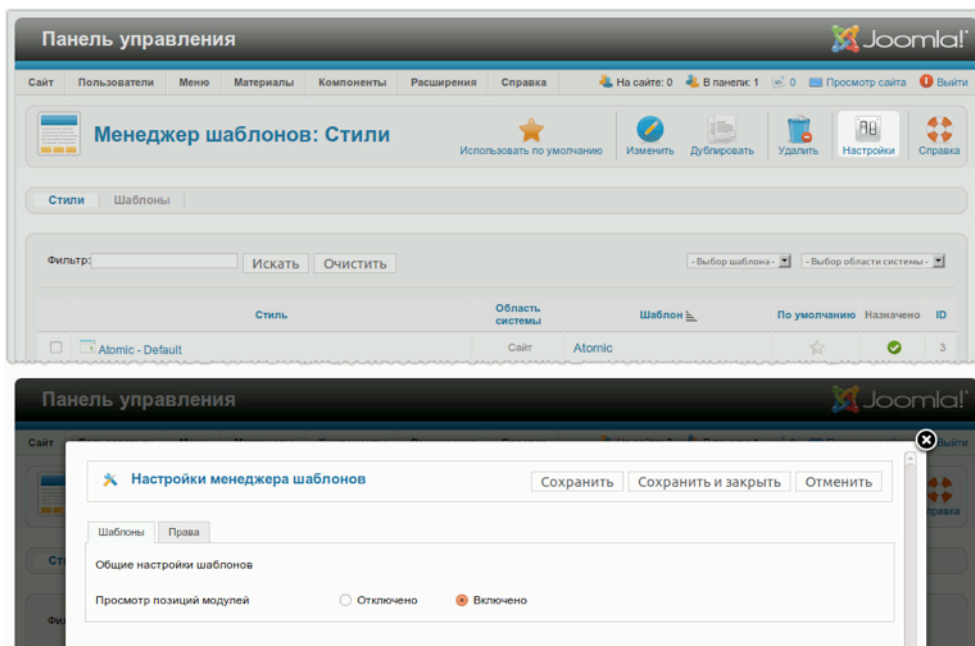 Панель управления
Joomla!
Сайт Пользователи Меню Материалы Компоненты Расширения Справка На сайте: 0 В панели: 1 0 Просмотр сайта Выйти
Менеджер шаблонов: Стили
Использовать по умолчанию Изменить Дублировать Удалить Настройки Справка
Стили Шаблоны
Фильтр: Искать Очистить - Выбор шаблона - - Выбор области системы -
Стиль Область системы Шаблон По умолчанию Назначено ID
Atomic - Default Сайт Atomic 3
Панель управления
Joomla!
Сайт Выйти
Настройки менеджера шаблонов Сохранить Сохранить и закрыть Отменить
Шаблоны Права
Общие настройки шаблонов
Просмотр позиций модулей Отключено Включено